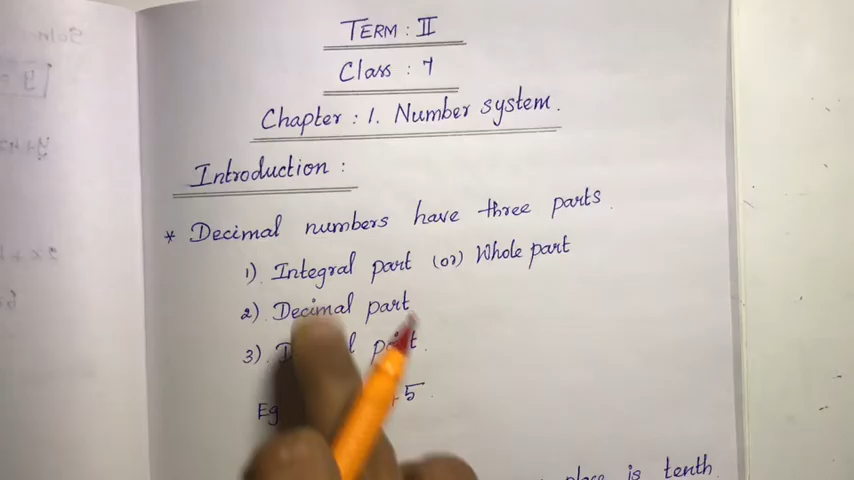 TERM : II
Class : 7
Chapter : 1. Number system.
Introduction :
* Decimal numbers have three parts.
1) Integral part (or) Whole part
2) Decimal part
3)
Eg 5.
place is tenth